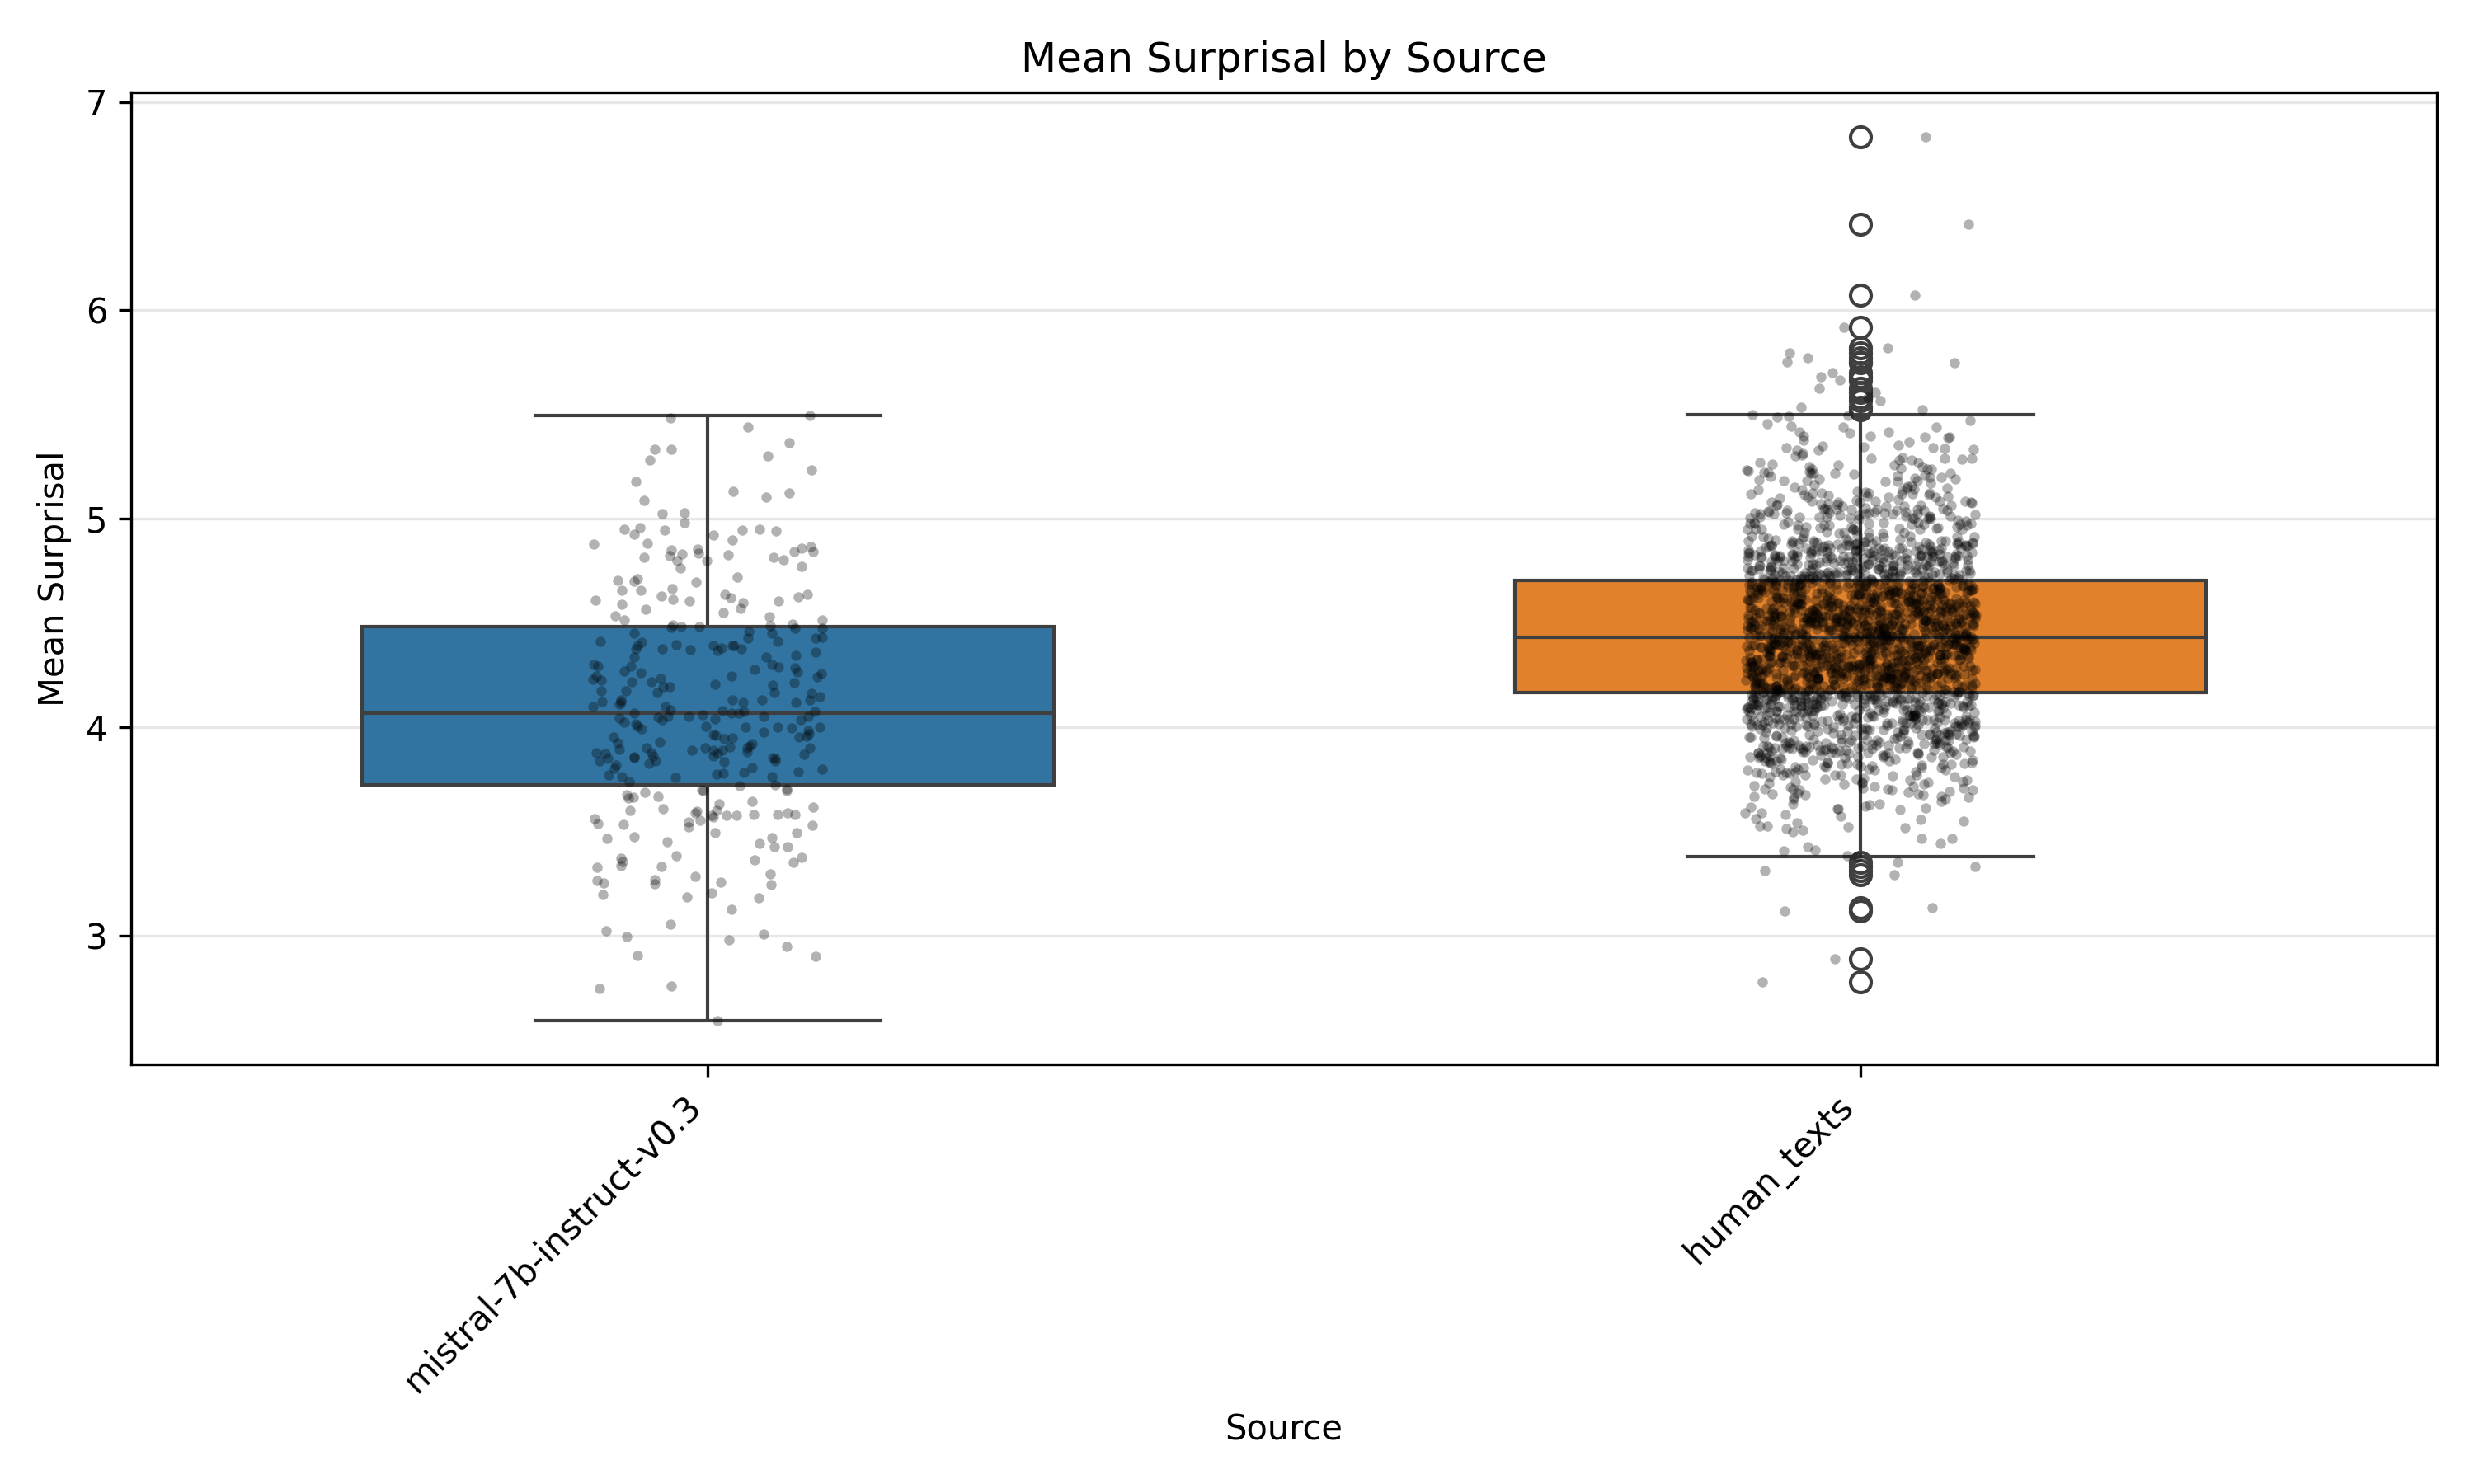 Mean Surprisal by Source
Mean Surprisal
7
6
5
4
3
mistral-7b-instruct-v0.3
human_texts
Source